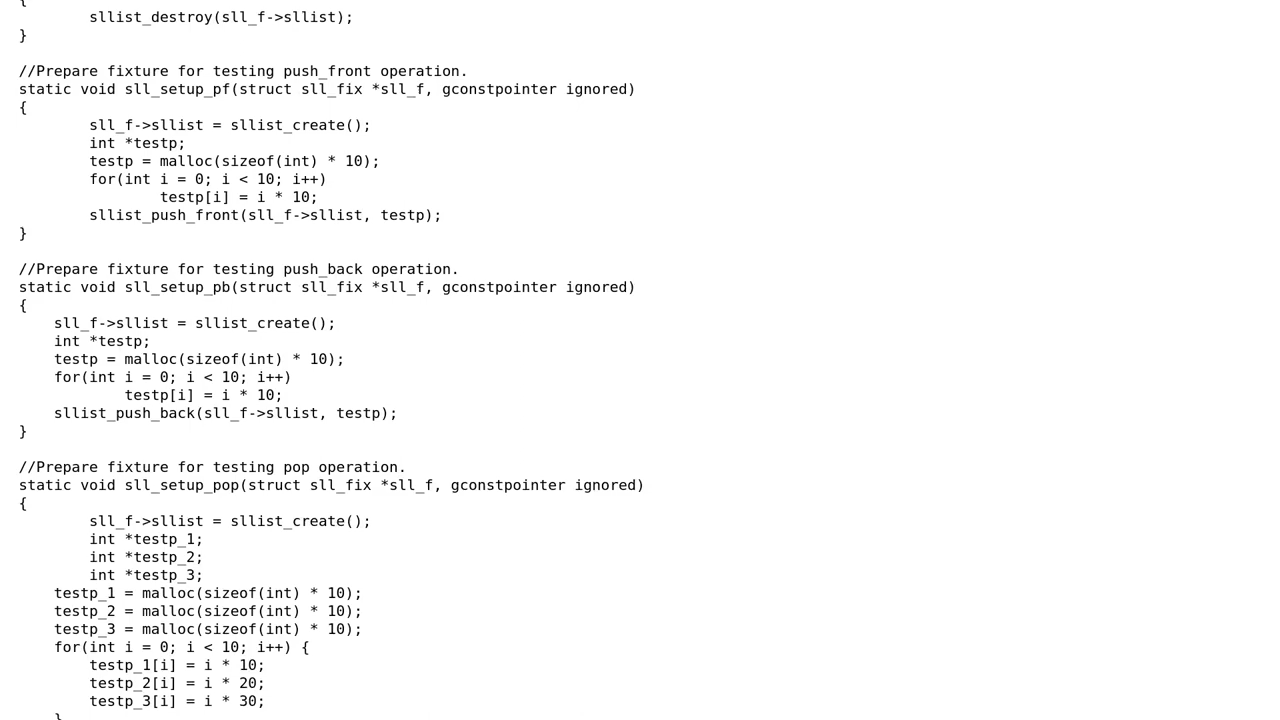 {
        sllist_destroy(sll_f->sllist);
}

//Prepare fixture for testing push_front operation.
static void sll_setup_pf(struct sll_fix *sll_f, gconstpointer ignored)
{
        sll_f->sllist = sllist_create();
        int *testp;
        testp = malloc(sizeof(int) * 10);
        for(int i = 0; i < 10; i++)
                testp[i] = i * 10;
        sllist_push_front(sll_f->sllist, testp);
}

//Prepare fixture for testing push_back operation.
static void sll_setup_pb(struct sll_fix *sll_f, gconstpointer ignored)
{
    sll_f->sllist = sllist_create();
    int *testp;
    testp = malloc(sizeof(int) * 10);
    for(int i = 0; i < 10; i++)
            testp[i] = i * 10;
    sllist_push_back(sll_f->sllist, testp);
}

//Prepare fixture for testing pop operation.
static void sll_setup_pop(struct sll_fix *sll_f, gconstpointer ignored)
{
        sll_f->sllist = sllist_create();
        int *testp_1;
        int *testp_2;
        int *testp_3;
    testp_1 = malloc(sizeof(int) * 10);
    testp_2 = malloc(sizeof(int) * 10);
    testp_3 = malloc(sizeof(int) * 10);
    for(int i = 0; i < 10; i++) {
        testp_1[i] = i * 10;
        testp_2[i] = i * 20;
        testp_3[i] = i * 30;
    }